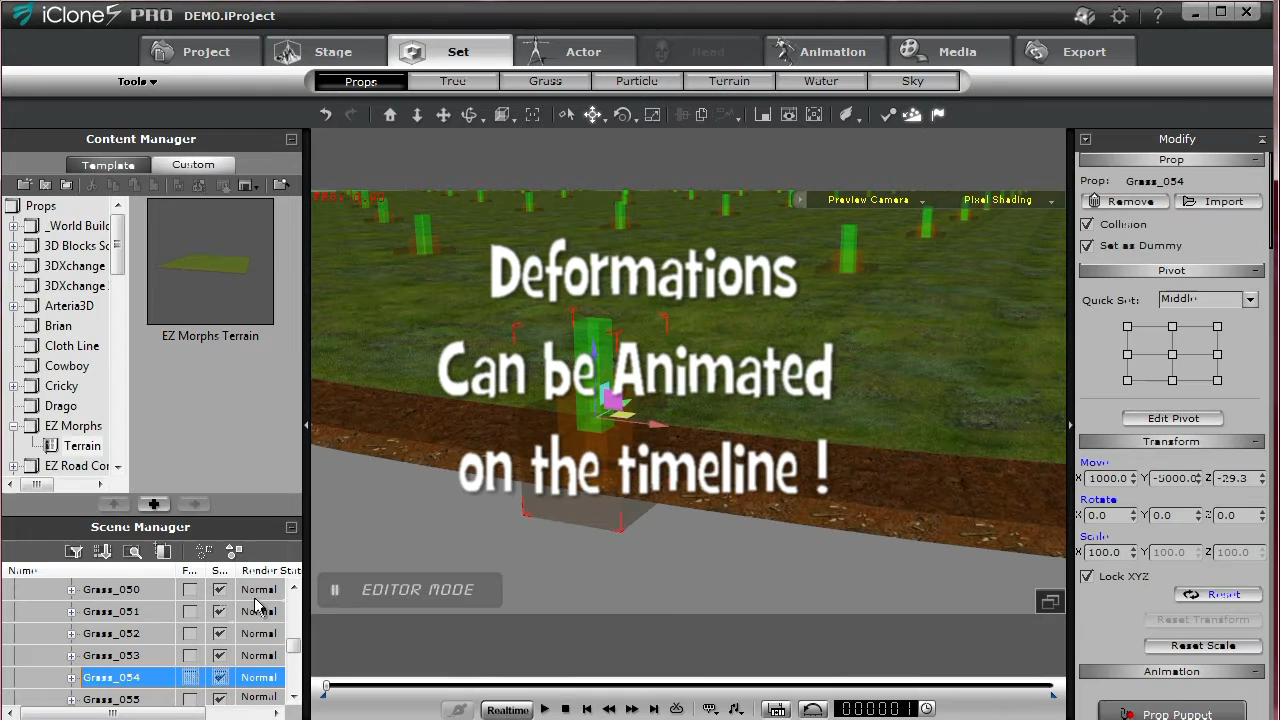 iClone5 PRO DEMO.iProject
Project Stage Set Actor Head Animation Media Export
Tools Props Tree Grass Particle Terrain Water Sky
Content Manager
Template Custom
Props
_World Build
3D Blocks Sc
3DXchange
3DXchange
Arteria3D
Brian
Cloth Line
Cowboy
Cricky
Drago
EZ Morphs
Terrain
EZ Road Cor
EZ Morphs Terrain
Scene Manager
Name F... S... Render Stat
Grass_050 Normal
Grass_051 Normal
Grass_052 Normal
Grass_053 Normal
Grass_054 Normal
Grass_055 Normal
Preview Camera Pixel Shading
Deformations
Can be Animated
on the timeline !
EDITOR MODE
Realtime 000001
Modify
Prop
Prop: Grass_054
Remove Import
Collision
Set as Dummy
Pivot
Quick Set: Middle
Edit Pivot
Transform
Move
X 1000.0 Y -5000.0 Z -29.3
Rotate
X 0.0 Y 0.0 Z 0.0
Scale
X 100.0 Y 100.0 Z 100.0
Lock XYZ
Reset
Reset Transform
Reset Scale
Animation
Prop Puppet